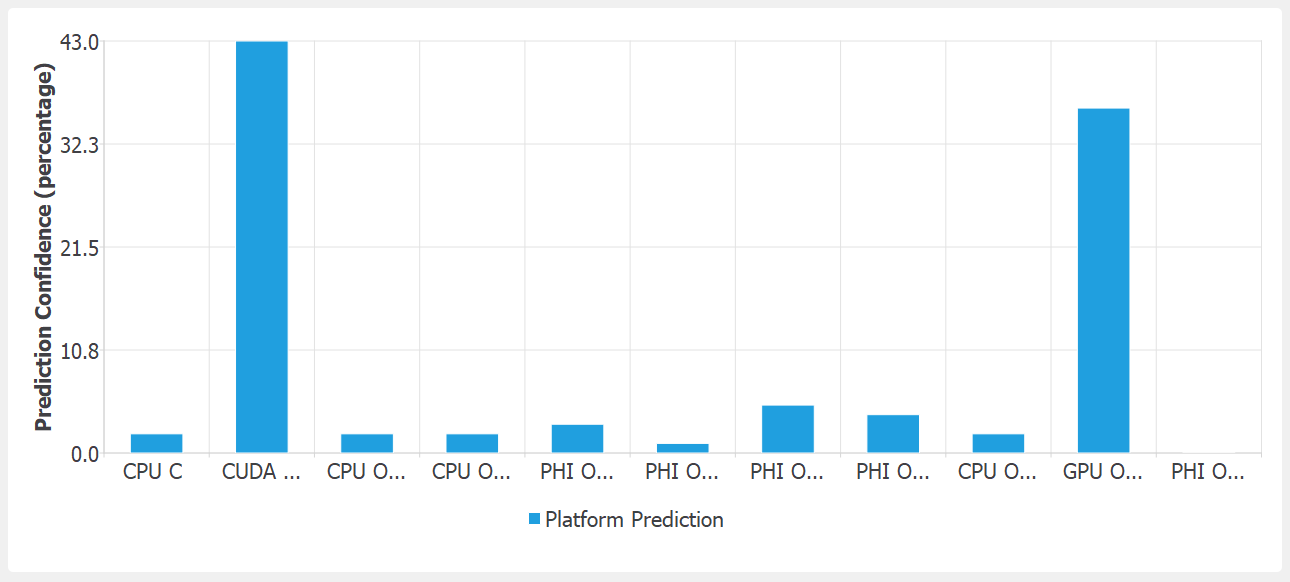 Prediction Confidence (percentage)
43.0
32.3
21.5
10.8
0.0
CPU C
CUDA ...
CPU O...
CPU O...
PHI O...
PHI O...
PHI O...
PHI O...
CPU O...
GPU O...
PHI O...
Platform Prediction